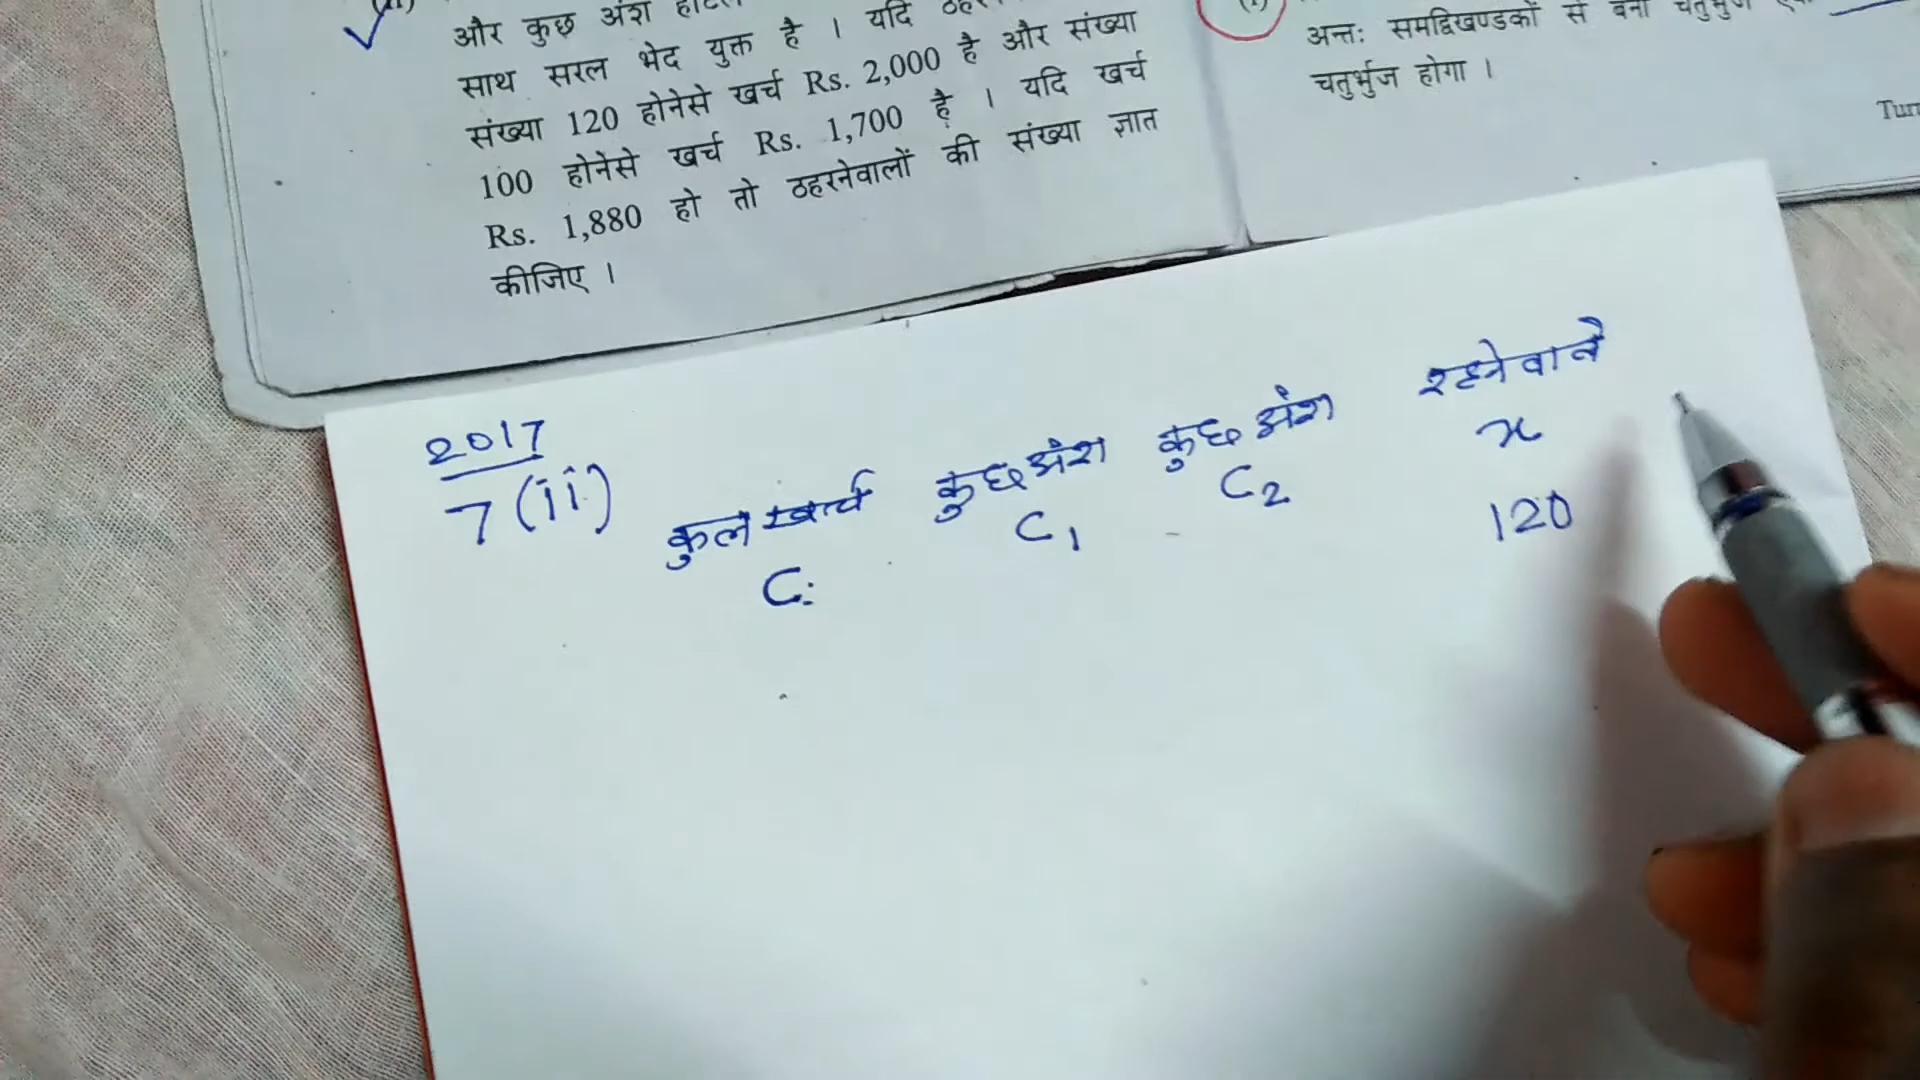 और कुछ अंश
साथ सरल भेद युक्त है । यदि
संख्या 120 होनेसे खर्च Rs. 2,000 है और संख्या
100 होनेसे खर्च Rs. 1,700 है । यदि खर्च
Rs. 1,880 हो तो ठहरनेवालों की संख्या ज्ञात
कीजिए ।
अन्तः समद्विखण्डकों से बना चतुर्भुज
चतुर्भुज होगा ।
2017
7 (ii)
कुल खर्च कुछ अंश कुछ अंश रहनेवाले
C: C1 C2 x
120